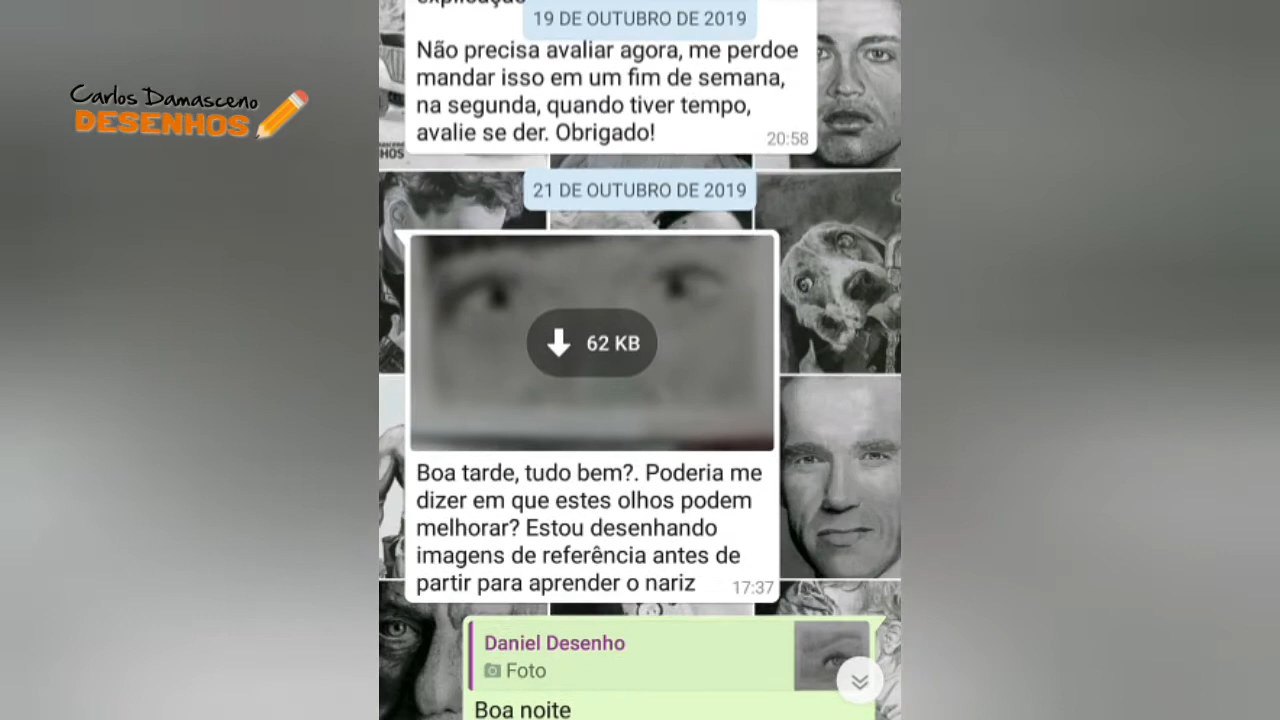 explicação
19 DE OUTUBRO DE 2019
Não precisa avaliar agora, me perdoe
mandar isso em um fim de semana,
na segunda, quando tiver tempo,
avalie se der. Obrigado!
20:58
Carlos Damasceno
DESENHOS
HOS
21 DE OUTUBRO DE 2019
62 KB
Boa tarde, tudo bem?. Poderia me
dizer em que estes olhos podem
melhorar? Estou desenhando
imagens de referência antes de
partir para aprender o nariz
17:37
Daniel Desenho
Foto
Boa noite